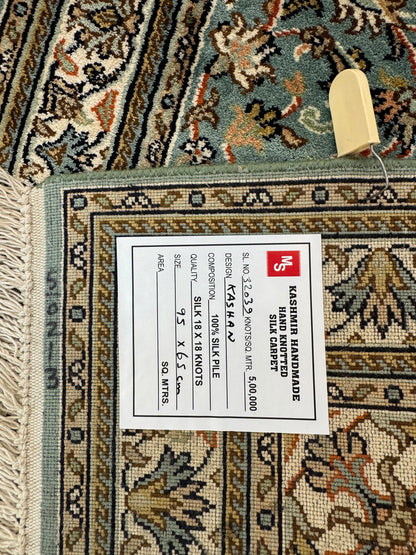 MS
KASHMIR HANDMADE
HAND KNOTTED
SILK CARPET
SL. NO. 32039 KNOTS/SQ. MTR. 5,00,000
DESIGN KASHAN
COMPOSITION 100% SILK PILE
QUALITY SILK 18 X 18 KNOTS
SIZE 95 X 65 cm
AREA SQ. MTRS.